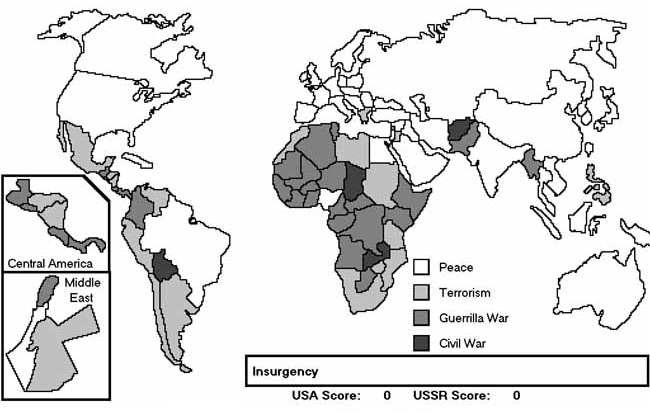 Central America
Middle
East
Peace
Terrorism
Guerrilla War
Civil War
Insurgency
USA Score: 0 USSR Score: 0